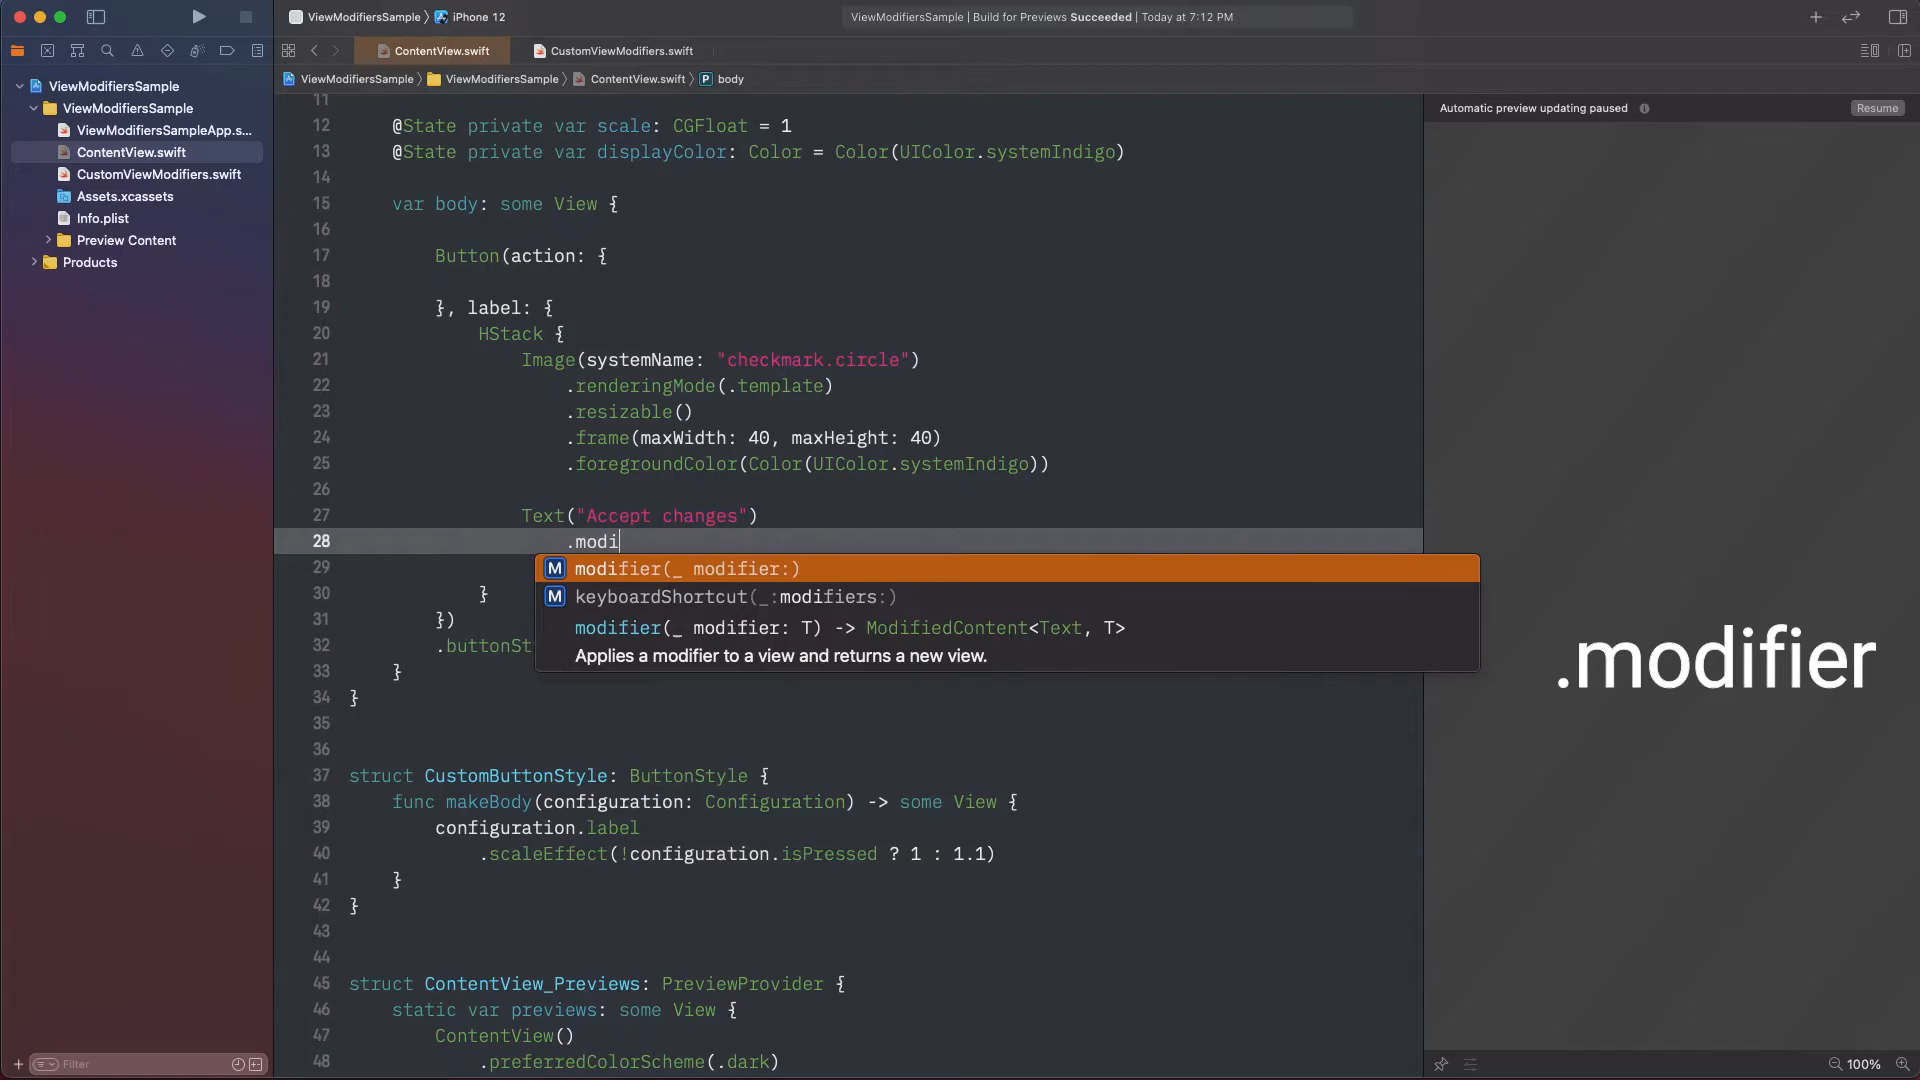 ViewModifiersSample
iPhone 12
ViewModifiersSample | Build for Previews Succeeded | Today at 7:12 PM
ContentView.swift
CustomViewModifiers.swift
ViewModifiersSample
ViewModifiersSample
ContentView.swift
P body
ViewModifiersSample
ViewModifiersSample
ViewModifiersSampleApp.s...
ContentView.swift
CustomViewModifiers.swift
Assets.xcassets
Info.plist
Preview Content
Products
Filter
11
12 @State private var scale: CGFloat = 1
13 @State private var displayColor: Color = Color(UIColor.systemIndigo)
14
15 var body: some View {
16
17 Button(action: {
18
19 }, label: {
20 HStack {
21 Image(systemName: "checkmark.circle")
22 .renderingMode(.template)
23 .resizable()
24 .frame(maxWidth: 40, maxHeight: 40)
25 .foregroundColor(Color(UIColor.systemIndigo))
26
27 Text("Accept changes")
28 .modi
M modifier(_ modifier:)
M keyboardShortcut(_:modifiers:)
modifier(_ modifier: T) -> ModifiedContent<Text, T>
Applies a modifier to a view and returns a new view.
29
30 }
31 })
32 .buttonSt
33 }
34 }
35
36
37 struct CustomButtonStyle: ButtonStyle {
38 func makeBody(configuration: Configuration) -> some View {
39 configuration.label
40 .scaleEffect(!configuration.isPressed ? 1 : 1.1)
41 }
42 }
43
44
45 struct ContentView_Previews: PreviewProvider {
46 static var previews: some View {
47 ContentView()
48 .preferredColorScheme(.dark)
Automatic preview updating paused
Resume
.modifier
100%